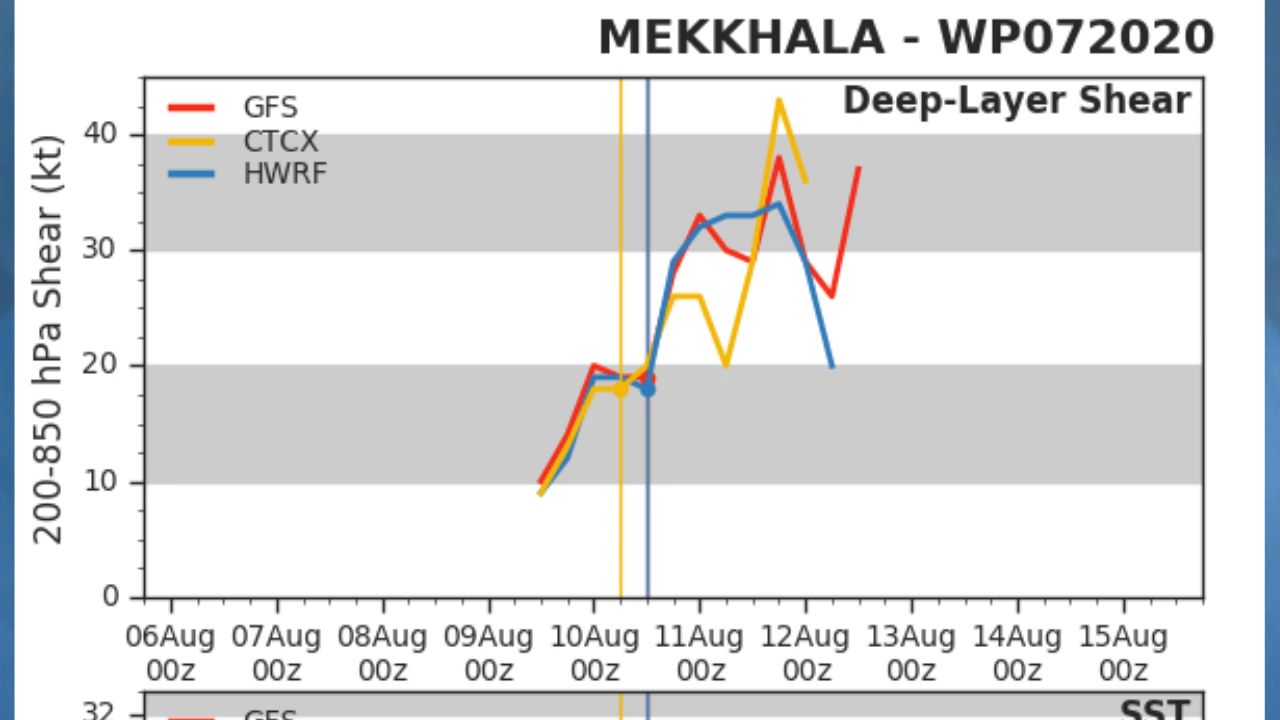 MEKKHALA - WP072020
Deep-Layer Shear
GFS
CTCX
HWRF
200-850 hPa Shear (kt)
40
30
20
10
0
06Aug 07Aug 08Aug 09Aug 10Aug 11Aug 12Aug 13Aug 14Aug 15Aug
00z 00z 00z 00z 00z 00z 00z 00z 00z 00z
32
GFS
SST